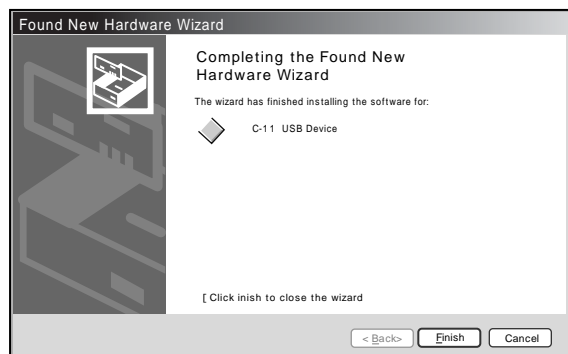 Found New Hardware Wizard
Completing the Found New
Hardware Wizard
The wizard has finished installing the software for:
C-11 USB Device
[ Click inish to close the wizard
< Back>
Finish
Cancel